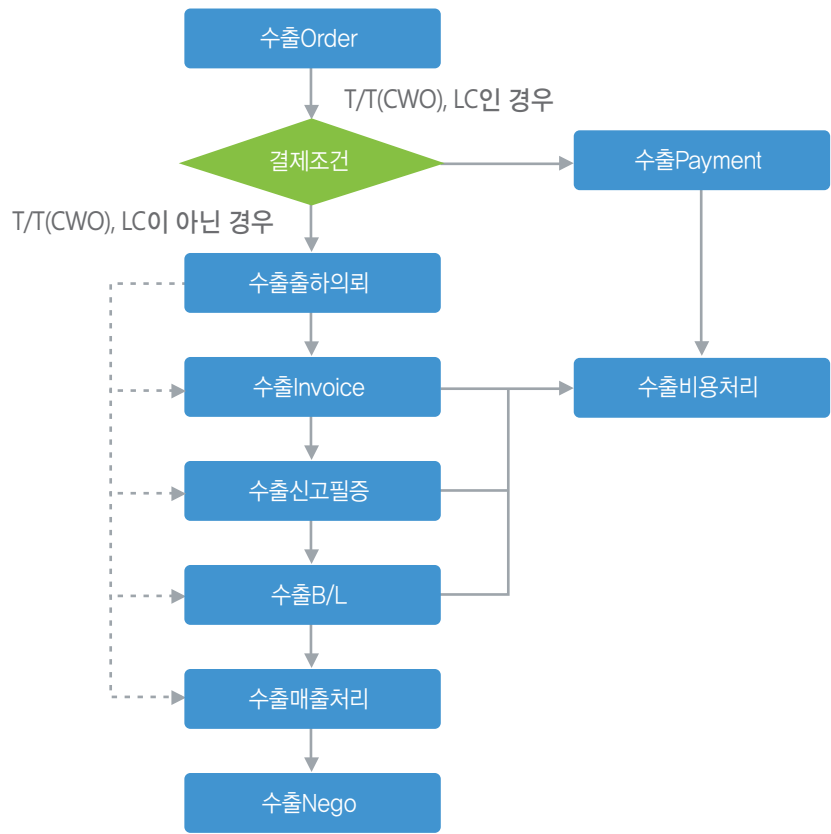 수출Order
T/T(CWO), LC인 경우
결제조건
수출Payment
T/T(CWO), LC이 아닌 경우
수출출하의뢰
수출Invoice
수출비용처리
수출신고필증
수출B/L
수출매출처리
수출Nego